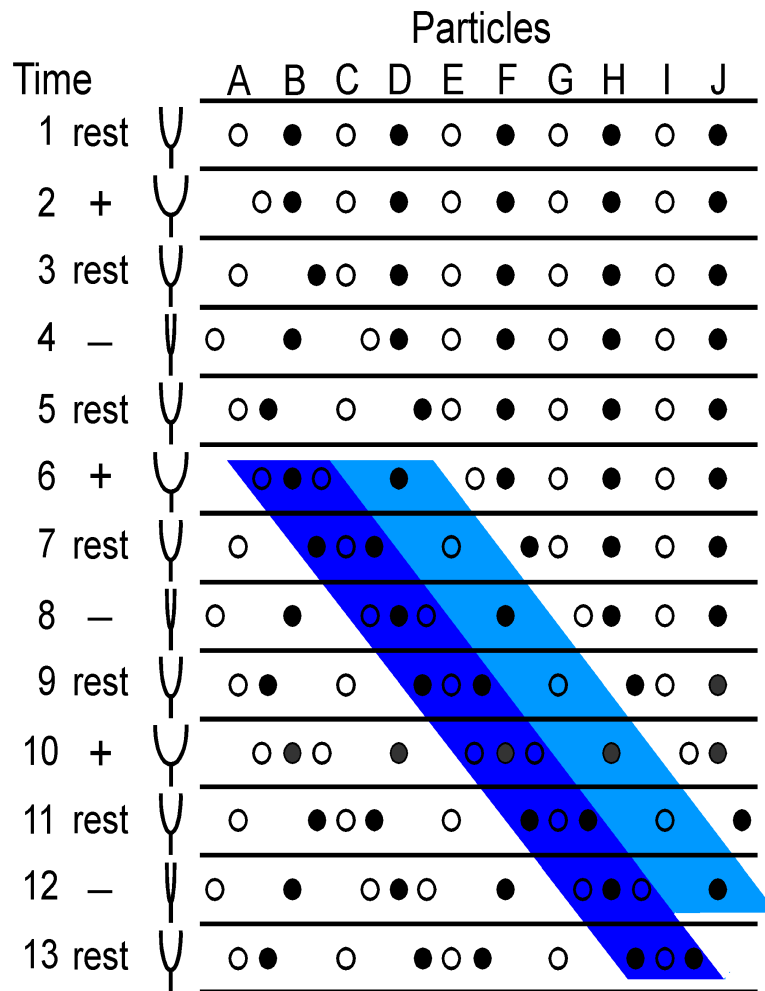 Particles
Time A B C D E F G H I J
1 rest
2 +
3 rest
4 –
5 rest
6 +
7 rest
8 –
9 rest
10 +
11 rest
12 –
13 rest